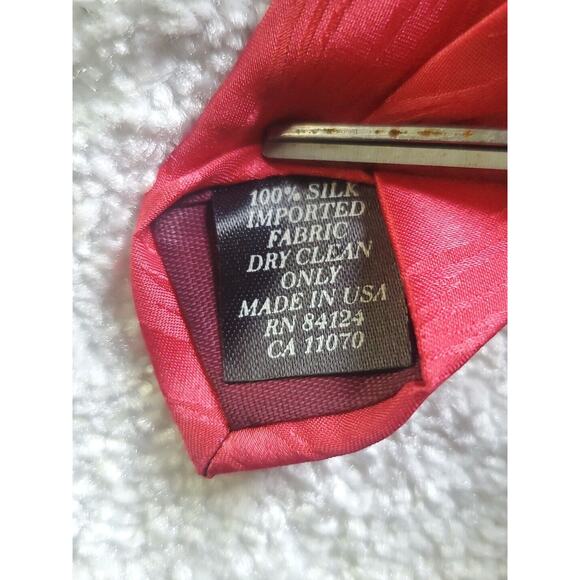 100% SILK
IMPORTED
FABRIC
DRY CLEAN
ONLY
MADE IN USA
RN 84124
CA 11070